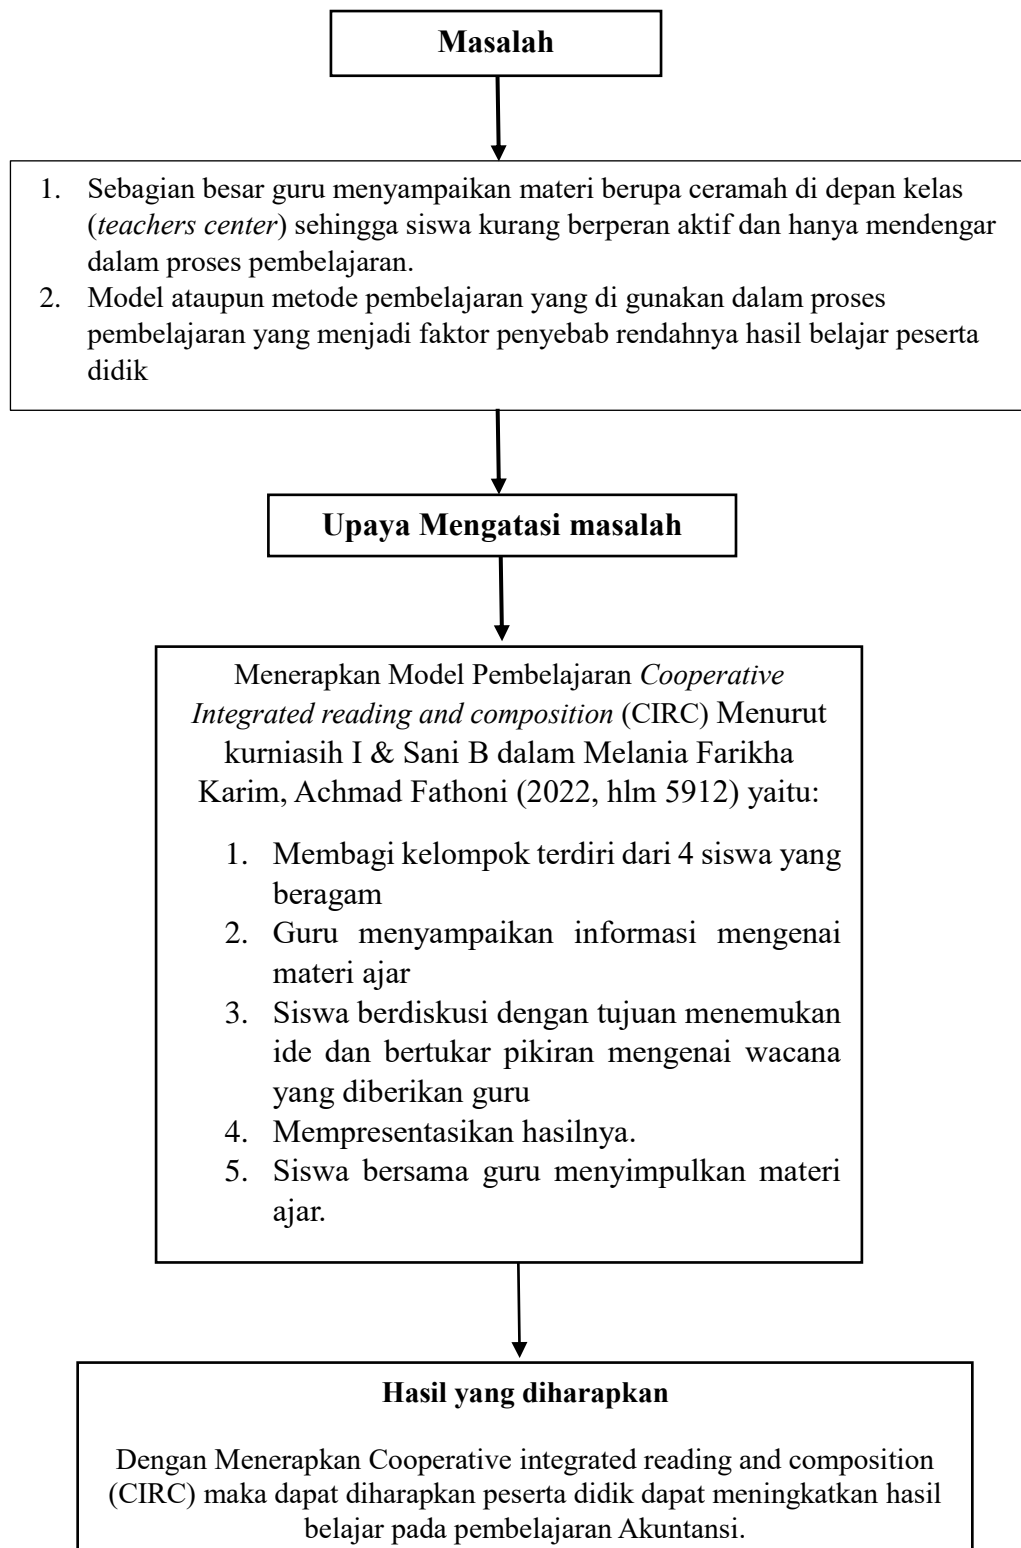 Masalah
1. Sebagian besar guru menyampaikan materi berupa ceramah di depan kelas
(teachers center) sehingga siswa kurang berperan aktif dan hanya mendengar
dalam proses pembelajaran.
2. Model ataupun metode pembelajaran yang di gunakan dalam proses
pembelajaran yang menjadi faktor penyebab rendahnya hasil belajar peserta
didik
Upaya Mengatasi masalah
Menerapkan Model Pembelajaran Cooperative
Integrated reading and composition (CIRC) Menurut
kurniasih I & Sani B dalam Melania Farikha
Karim, Achmad Fathoni (2022, hlm 5912) yaitu:
1. Membagi kelompok terdiri dari 4 siswa yang
beragam
2. Guru menyampaikan informasi mengenai
materi ajar
3. Siswa berdiskusi dengan tujuan menemukan
ide dan bertukar pikiran mengenai wacana
yang diberikan guru
4. Mempresentasikan hasilnya.
5. Siswa bersama guru menyimpulkan materi
ajar.
Hasil yang diharapkan
Dengan Menerapkan Cooperative integrated reading and composition
(CIRC) maka dapat diharapkan peserta didik dapat meningkatkan hasil
belajar pada pembelajaran Akuntansi.